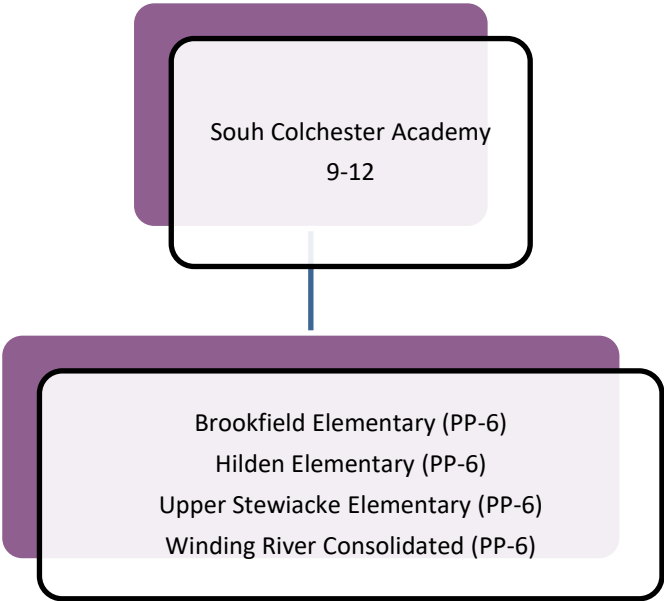 Souh Colchester Academy
9-12
Brookfield Elementary (PP-6)
Hilden Elementary (PP-6)
Upper Stewiacke Elementary (PP-6)
Winding River Consolidated (PP-6)